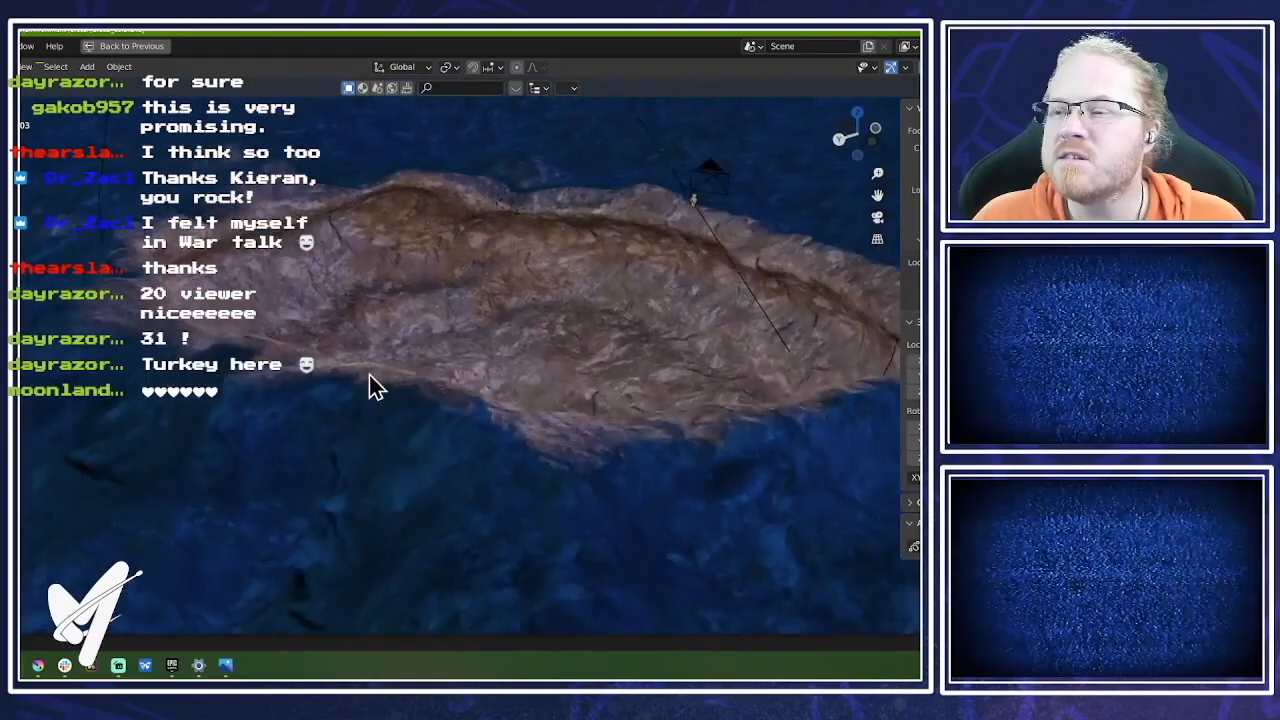 Help
Back to Previous
Scene
Select
Add
Object
Global
dayrazor... for sure
gakob957 this is very
promising.
thearsla... I think so too
Dr_Zaci Thanks Kieran,
you rock!
Dr_Zaci I felt myself
in War talk
thearsla... thanks
dayrazor... 20 viewer
niceeeeee
dayrazor... 31 !
dayrazor... Turkey here
moonland... ♥♥♥♥♥♥